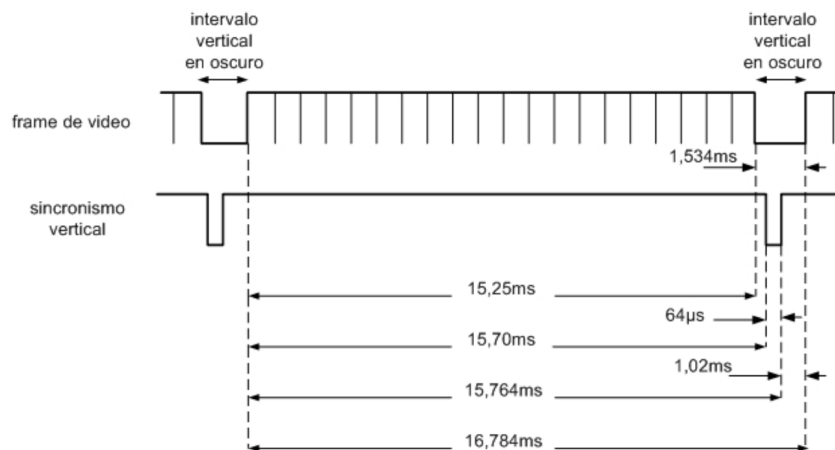 intervalo
vertical
en oscuro
intervalo
vertical
en oscuro
frame de video
1,534ms
sincronismo
vertical
15,25ms
64µs
15,70ms
1,02ms
15,764ms
16,784ms